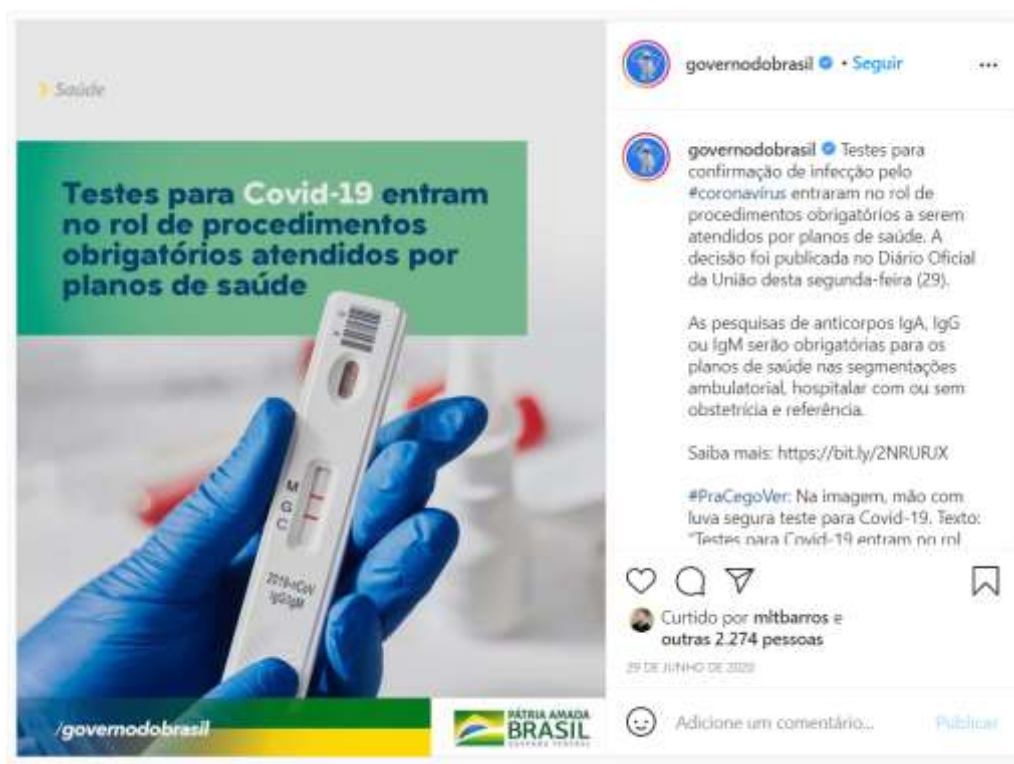 Saúde
Testes para Covid-19 entram
no rol de procedimentos
obrigatórios atendidos por
planos de saúde
M
G
C
2019-nCoV
IgG/IgM
/governodobrasil
PÁTRIA AMADA
BRASIL
GOVERNO FEDERAL
governodobrasil • Seguir
governodobrasil Testes para
confirmação de infecção pelo
#coronavírus entraram no rol de
procedimentos obrigatórios a serem
atendidos por planos de saúde. A
decisão foi publicada no Diário Oficial
da União desta segunda-feira (29).
As pesquisas de anticorpos IgA, IgG
ou IgM serão obrigatórias para os
planos de saúde nas segmentações
ambulatorial, hospitalar com ou sem
obstetrícia e referência.
Saiba mais: https://bit.ly/2NRURJX
#PraCegoVer: Na imagem, mão com
luva segura teste para Covid-19. Texto:
"Testes para Covid-19 entram no rol
Curtido por mltbarros e
outras 2.274 pessoas
29 DE JUNHO DE 2020
Adicione um comentário... Publicar